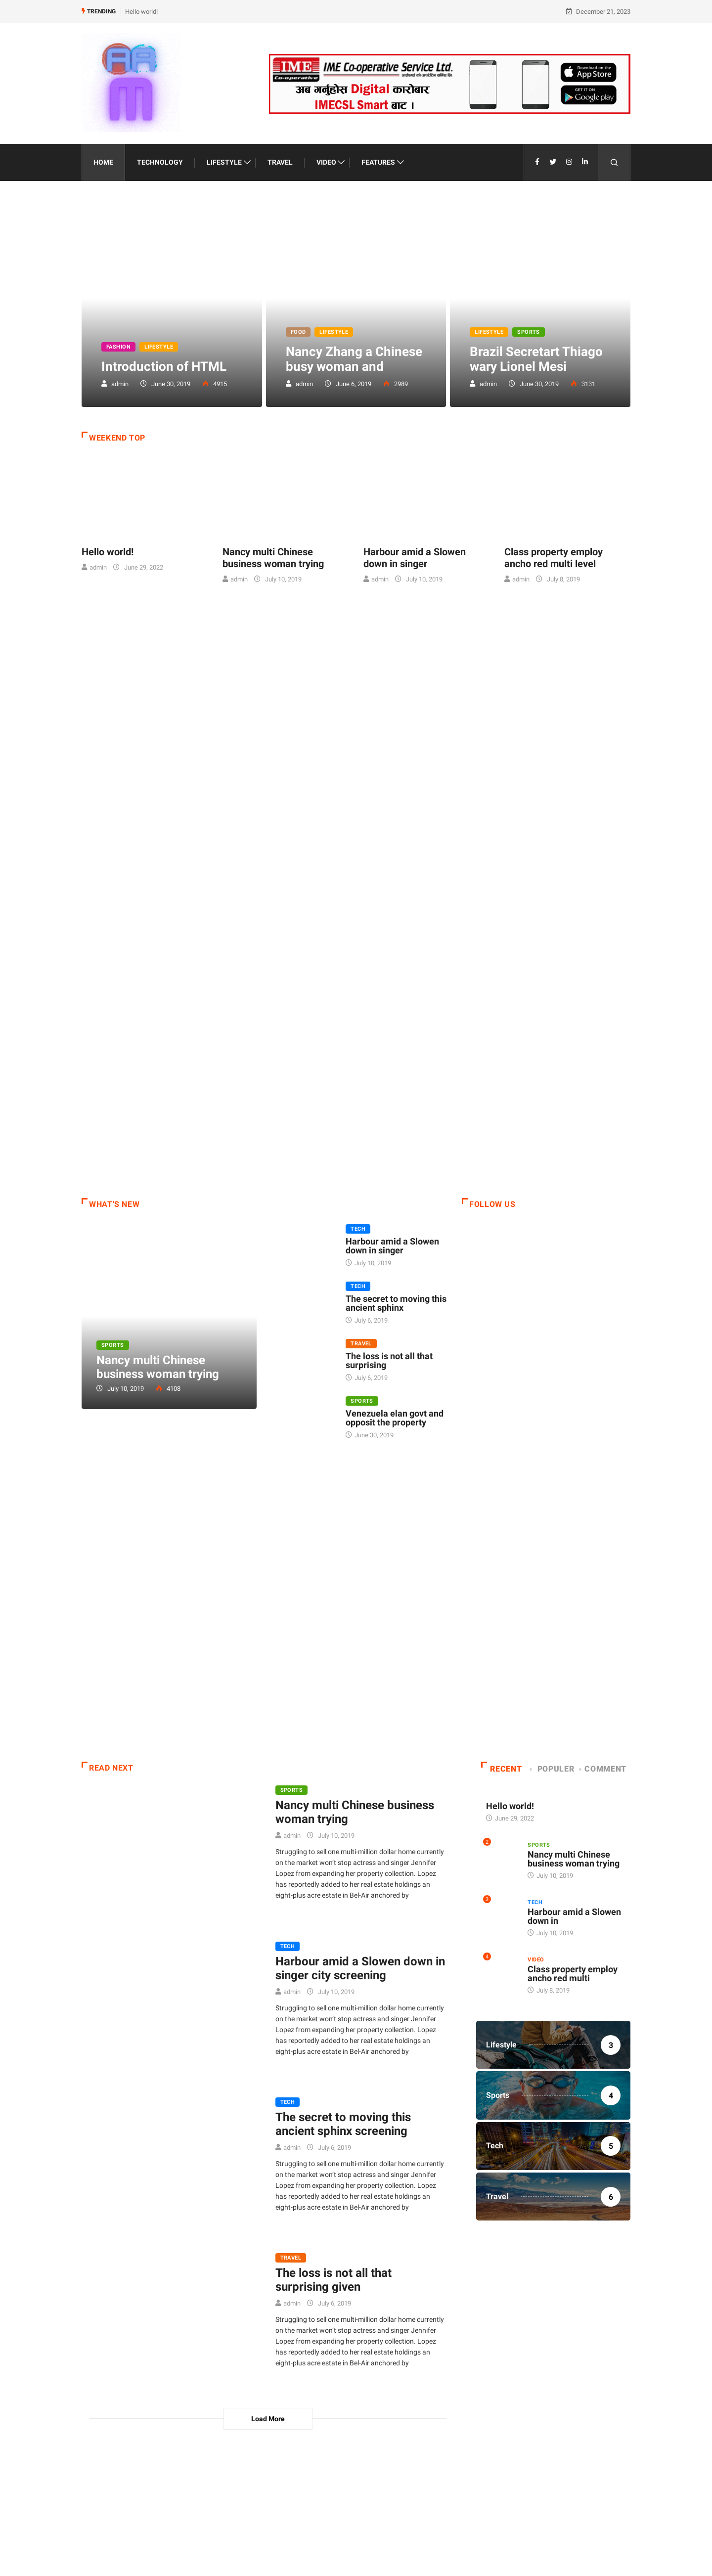 TRENDING
Hello world!
December 21, 2023
IME
Co-operative
IME Co-operative Service Ltd.
अब गर्नुहोस Digital कारोबार
IMECSL Smart बाट ।
Download on the
App Store
GET IT ON
Google play
HOME
TECHNOLOGY
LIFESTYLE
TRAVEL
VIDEO
FEATURES
FASHION
LIFESTYLE
Introduction of HTML
admin
June 30, 2019
4915
FOOD
LIFESTYLE
Nancy Zhang a Chinese
busy woman and
admin
June 6, 2019
2989
LIFESTYLE
SPORTS
Brazil Secretart Thiago
wary Lionel Mesi
admin
June 30, 2019
3131
WEEKEND TOP
Hello world!
admin
June 29, 2022
Nancy multi Chinese
business woman trying
admin
July 10, 2019
Harbour amid a Slowen
down in singer
admin
July 10, 2019
Class property employ
ancho red multi level
admin
July 8, 2019
WHAT'S NEW
SPORTS
Nancy multi Chinese
business woman trying
July 10, 2019
4108
TECH
Harbour amid a Slowen
down in singer
July 10, 2019
TECH
The secret to moving this
ancient sphinx
July 6, 2019
TRAVEL
The loss is not all that
surprising
July 6, 2019
SPORTS
Venezuela elan govt and
opposit the property
June 30, 2019
FOLLOW US
READ NEXT
SPORTS
Nancy multi Chinese business
woman trying
admin
July 10, 2019
Struggling to sell one multi-million dollar home currently
on the market won't stop actress and singer Jennifer
Lopez from expanding her property collection. Lopez
has reportedly added to her real estate holdings an
eight-plus acre estate in Bel-Air anchored by
TECH
Harbour amid a Slowen down in
singer city screening
admin
July 10, 2019
Struggling to sell one multi-million dollar home currently
on the market won't stop actress and singer Jennifer
Lopez from expanding her property collection. Lopez
has reportedly added to her real estate holdings an
eight-plus acre estate in Bel-Air anchored by
TECH
The secret to moving this
ancient sphinx screening
admin
July 6, 2019
Struggling to sell one multi-million dollar home currently
on the market won't stop actress and singer Jennifer
Lopez from expanding her property collection. Lopez
has reportedly added to her real estate holdings an
eight-plus acre estate in Bel-Air anchored by
TRAVEL
The loss is not all that
surprising given
admin
July 6, 2019
Struggling to sell one multi-million dollar home currently
on the market won't stop actress and singer Jennifer
Lopez from expanding her property collection. Lopez
has reportedly added to her real estate holdings an
eight-plus acre estate in Bel-Air anchored by
Load More
RECENT
POPULER
COMMENT
Hello world!
June 29, 2022
2
SPORTS
Nancy multi Chinese
business woman trying
July 10, 2019
3
TECH
Harbour amid a Slowen
down in
July 10, 2019
4
VIDEO
Class property employ
ancho red multi
July 8, 2019
Lifestyle
3
Sports
4
Tech
5
Travel
6